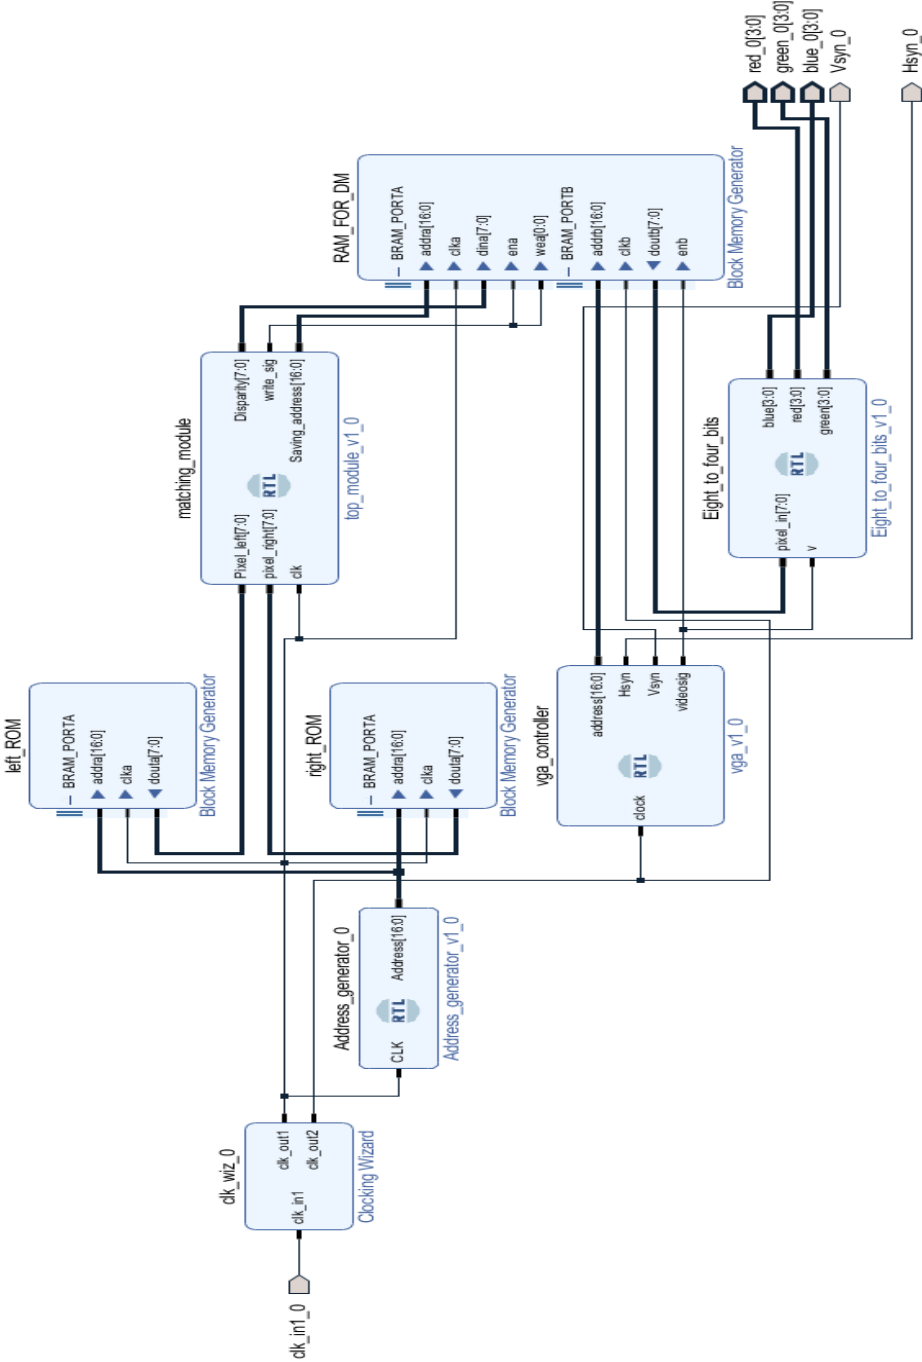 clk_in1_0
clk_wiz_0
clk_in1
clk_out1
clk_out2
Clocking Wizard
Address_generator_0
CLK
RTL
Address[16:0]
Address_generator_v1_0
left_ROM
BRAM_PORTA
addra[16:0]
clka
douta[7:0]
Block Memory Generator
right_ROM
BRAM_PORTA
addra[16:0]
clka
douta[7:0]
Block Memory Generator
vga_controller
clock
RTL
address[16:0]
Hsyn
Vsyn
videosig
vga_v1_0
matching_module
Pixel_left[7:0]
pixel_right[7:0]
clk
RTL
Disparity[7:0]
write_sig
Saving_address[16:0]
top_module_v1_0
RAM_FOR_DM
BRAM_PORTA
addra[16:0]
clka
dina[7:0]
ena
wea[0:0]
BRAM_PORTB
addrb[16:0]
clkb
doutb[7:0]
enb
Block Memory Generator
Eight_to_four_bits
pixel_in[7:0]
v
RTL
blue[3:0]
red[3:0]
green[3:0]
Eight_to_four_bits_v1_0
red_0[3:0]
green_0[3:0]
blue_0[3:0]
Vsyn_0
Hsyn_0